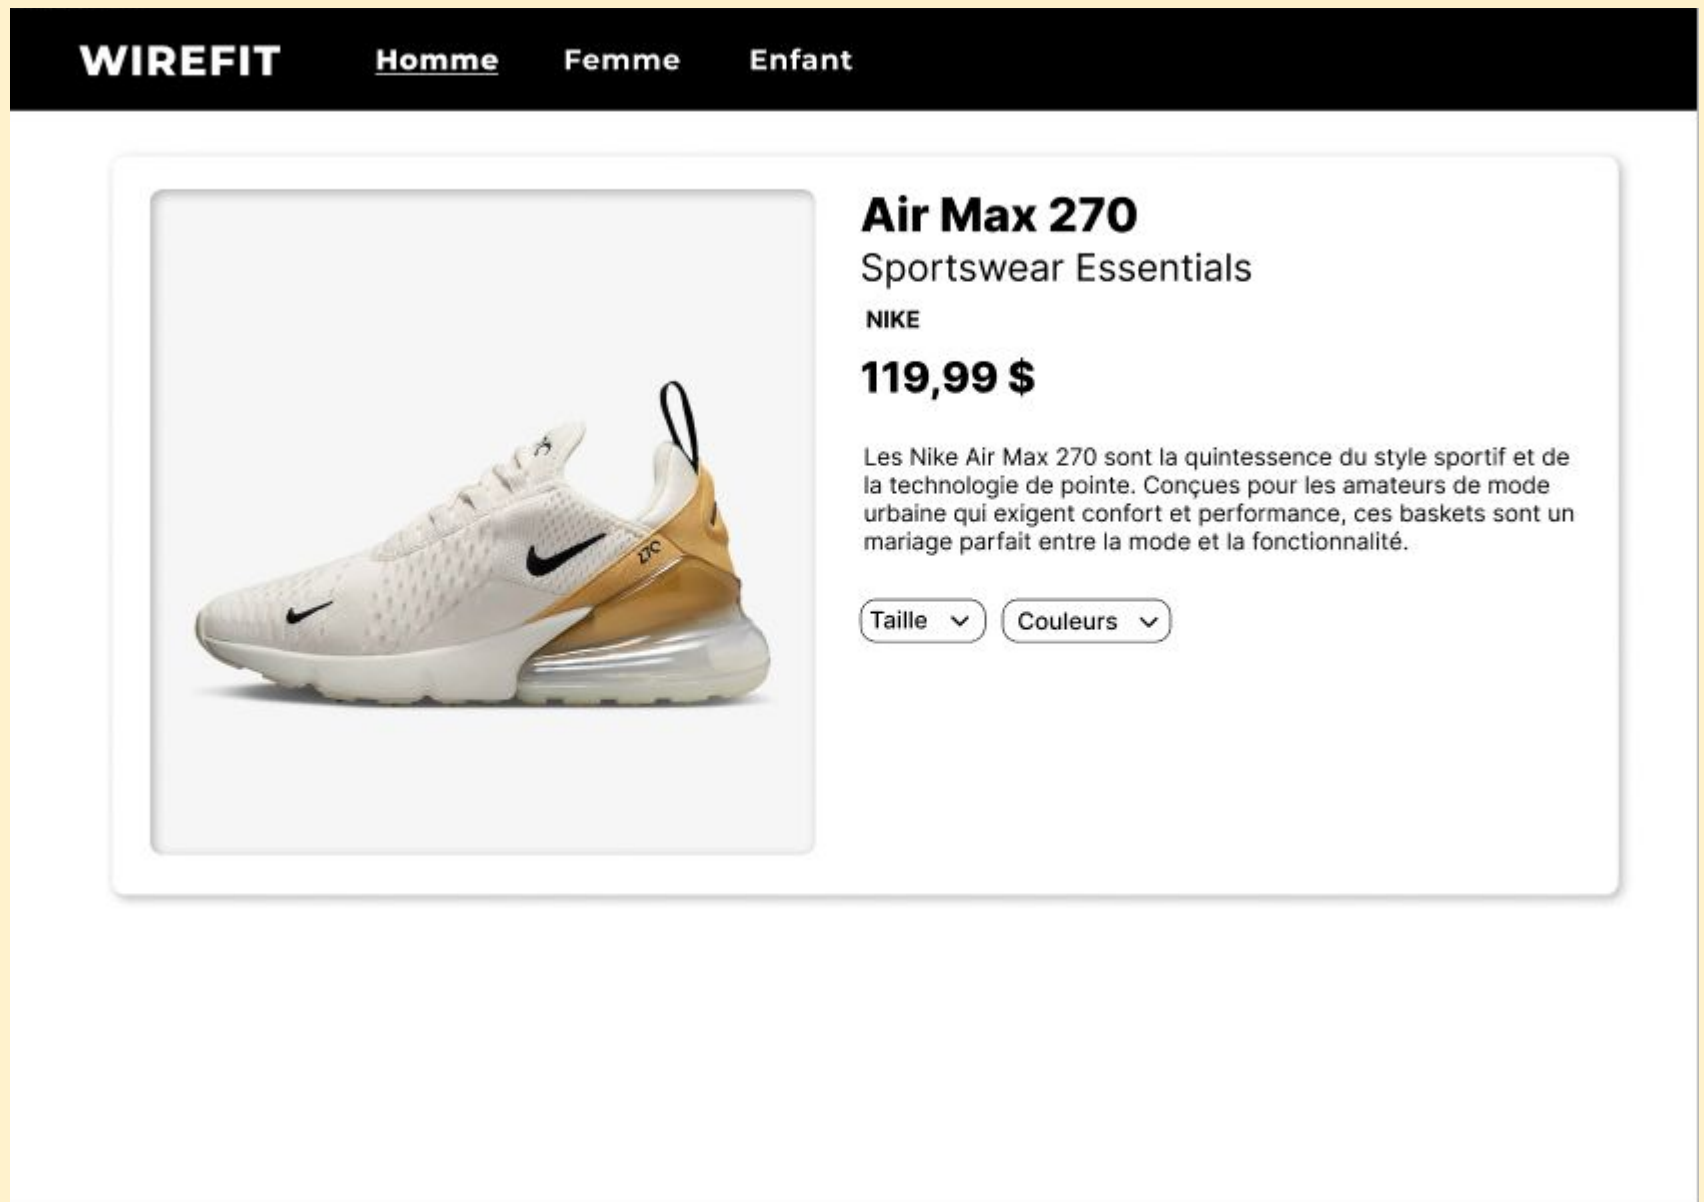 WIREFIT Homme Femme Enfant
Air Max 270
Sportswear Essentials
NIKE
119,99 $
Les Nike Air Max 270 sont la quintessence du style sportif et de
la technologie de pointe. Conçues pour les amateurs de mode
urbaine qui exigent confort et performance, ces baskets sont un
mariage parfait entre la mode et la fonctionnalité.
Taille Couleurs
270